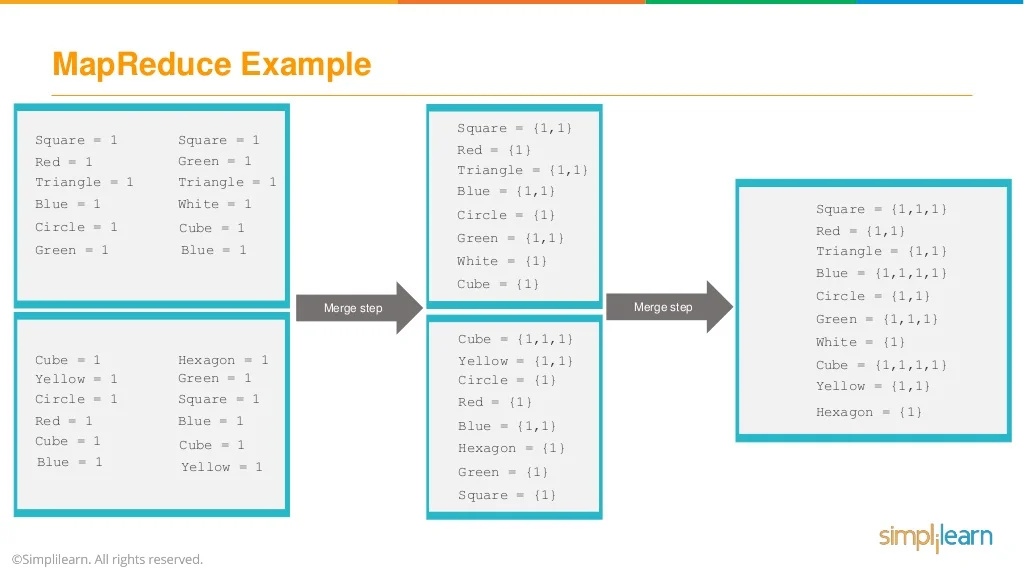 MapReduce Example
Square = 1
Red = 1
Triangle = 1
Blue = 1
Circle = 1
Green = 1
Square = 1
Green = 1
Triangle = 1
White = 1
Cube = 1
Blue = 1
Cube = 1
Yellow = 1
Circle = 1
Red = 1
Cube = 1
Blue = 1
Hexagon = 1
Green = 1
Square = 1
Blue = 1
Cube = 1
Yellow = 1
Merge step
Square = {1,1}
Red = {1}
Triangle = {1,1}
Blue = {1,1}
Circle = {1}
Green = {1,1}
White = {1}
Cube = {1}
Cube = {1,1,1}
Yellow = {1,1}
Circle = {1}
Red = {1}
Blue = {1,1}
Hexagon = {1}
Green = {1}
Square = {1}
Merge step
Square = {1,1,1}
Red = {1,1}
Triangle = {1,1}
Blue = {1,1,1,1}
Circle = {1,1}
Green = {1,1,1}
White = {1}
Cube = {1,1,1,1}
Yellow = {1,1}
Hexagon = {1}
©Simplilearn. All rights reserved.
simplilearn